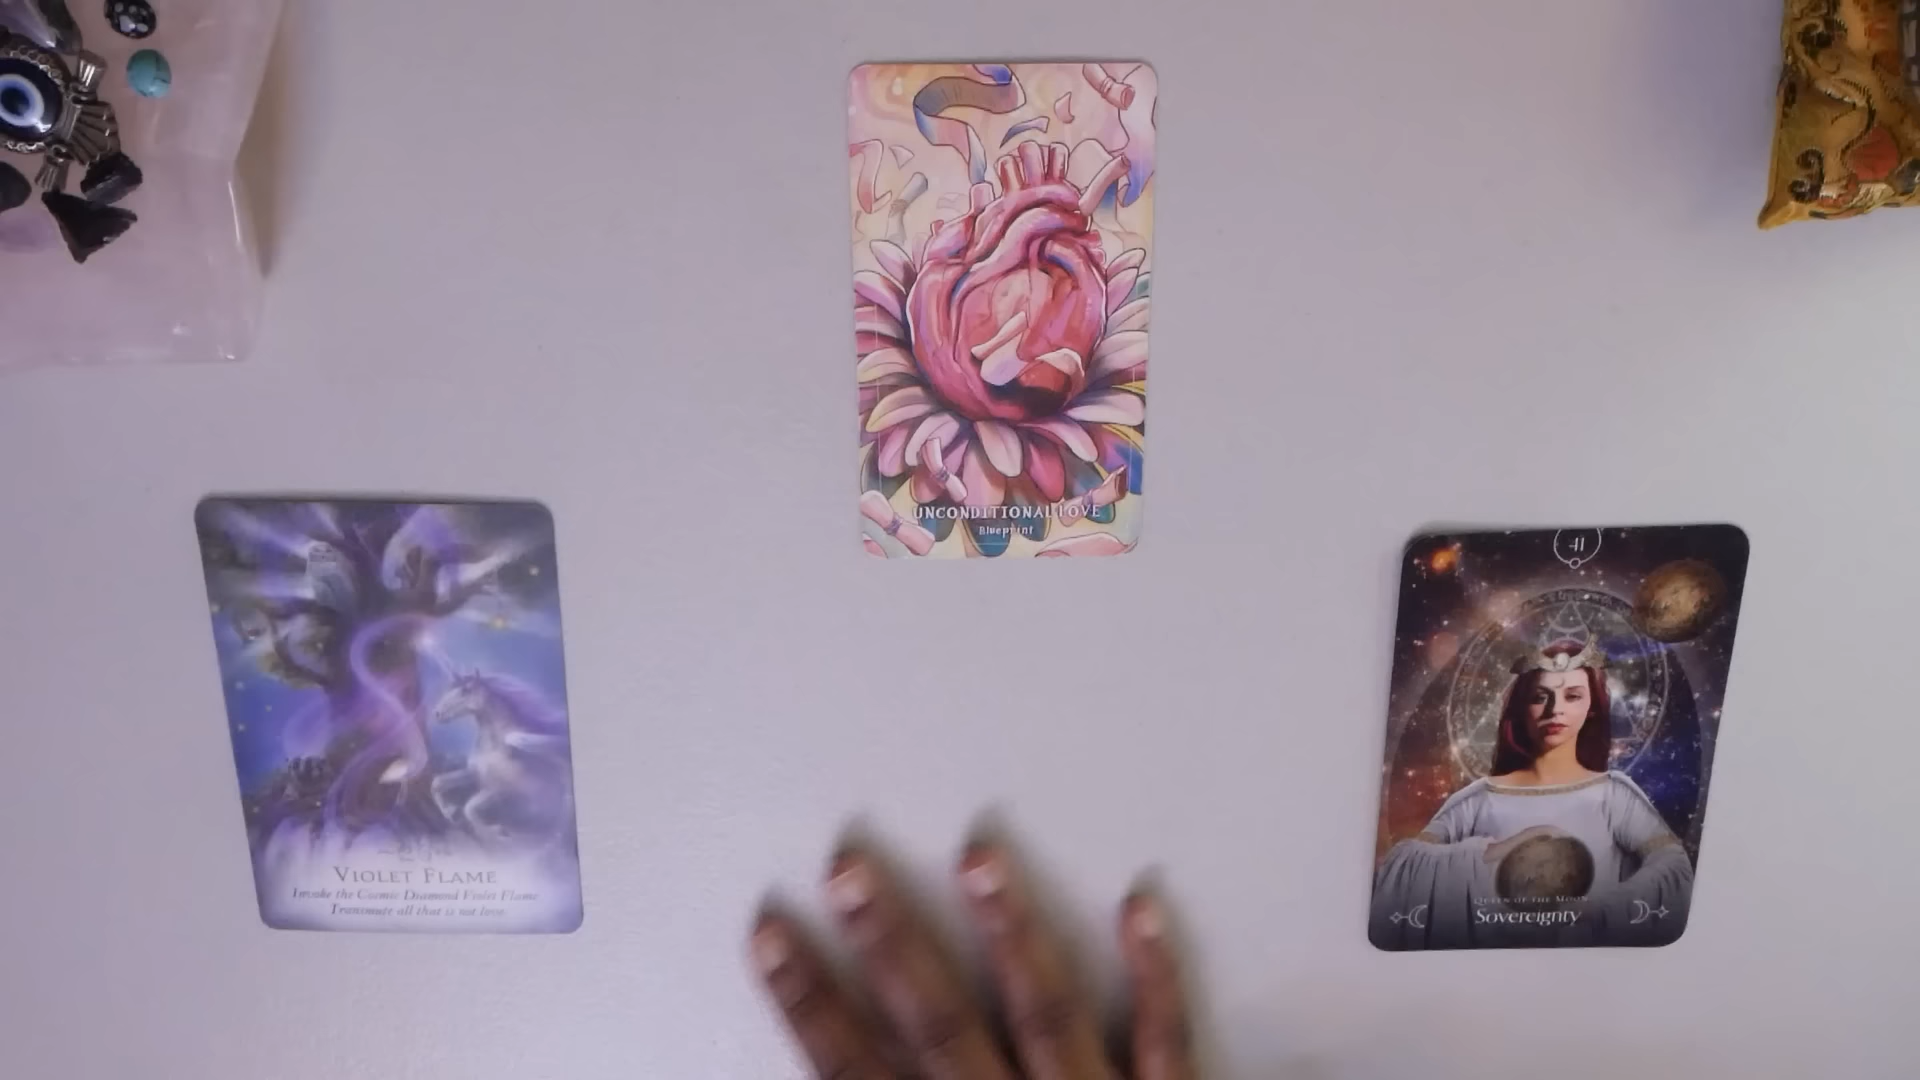 UNCONDITIONAL LOVE
Blueprint
VIOLET FLAME
Invoke the Cosmic Diamond Violet Flame
Transmute all that is not love.
41
QUEEN OF THE MOON
Sovereignty